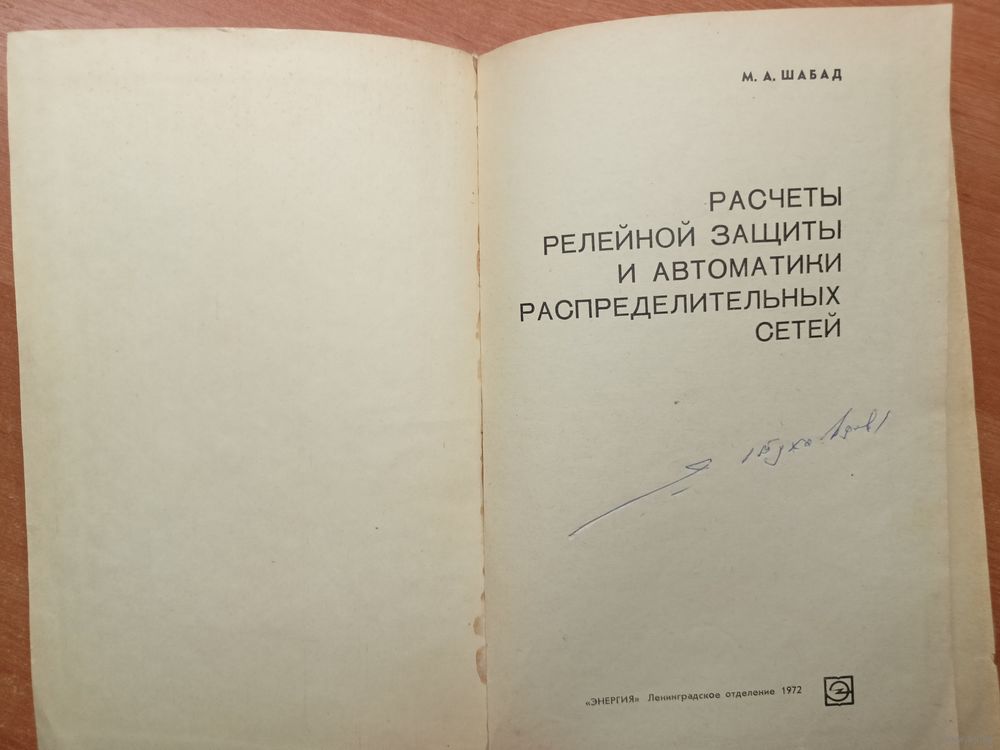 М. А. ШАБАД
РАСЧЕТЫ
РЕЛЕЙНОЙ ЗАЩИТЫ
И АВТОМАТИКИ
РАСПРЕДЕЛИТЕЛЬНЫХ
СЕТЕЙ
«ЭНЕРГИЯ» Ленинградское отделение 1972